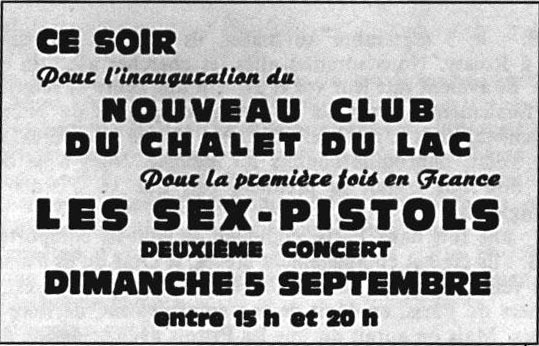 CE SOIR
Pour l'inauguration du
NOUVEAU CLUB
DU CHALET DU LAC
Pour la première fois en France
LES SEX-PISTOLS
DEUXIÈME CONCERT
DIMANCHE 5 SEPTEMBRE
entre 15 h et 20 h